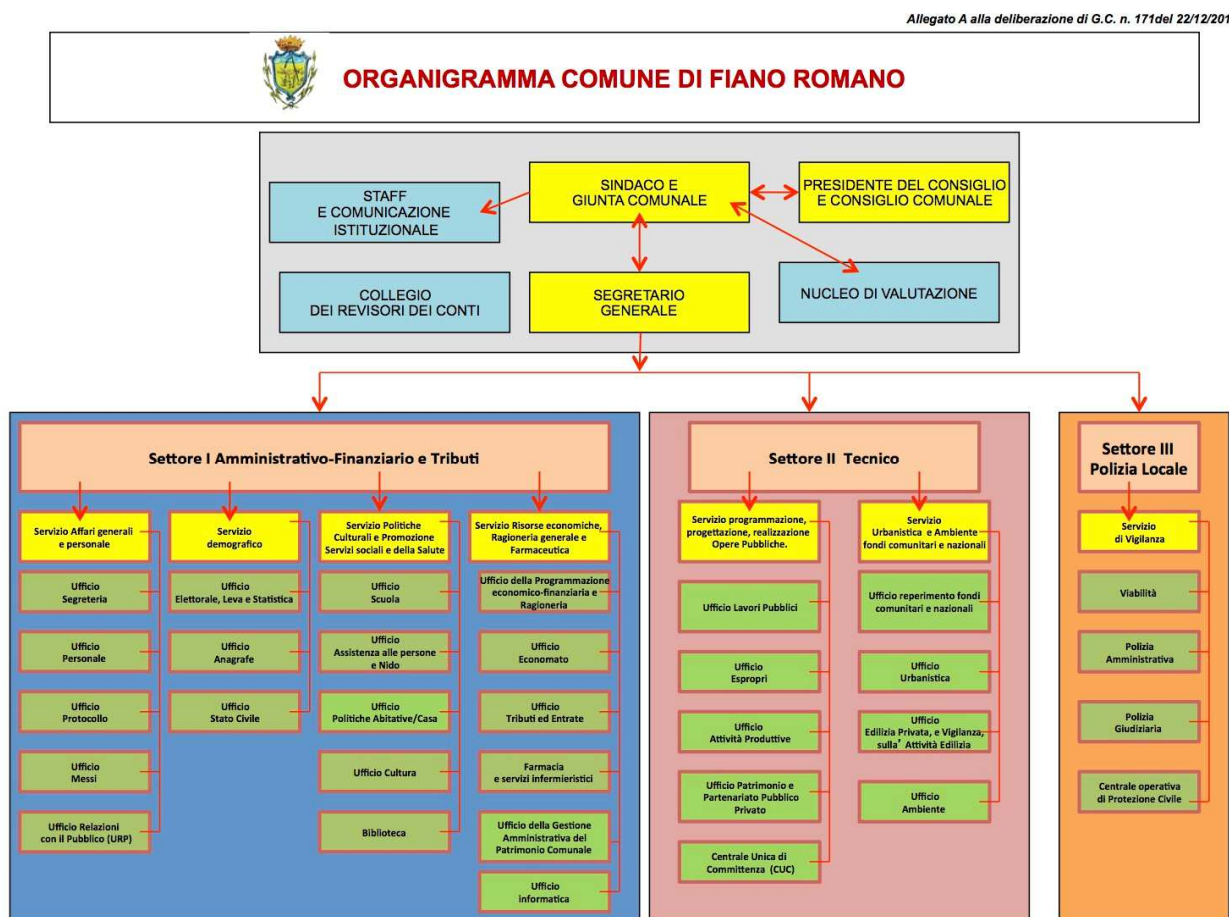 Allegato A alla deliberazione di G.C. n. 171del 22/12/201
ORGANIGRAMMA COMUNE DI FIANO ROMANO
STAFF
E COMUNICAZIONE
ISTITUZIONALE
SINDACO E
GIUNTA COMUNALE
PRESIDENTE DEL CONSIGLIO
E CONSIGLIO COMUNALE
COLLEGIO
DEI REVISORI DEI CONTI
SEGRETARIO
GENERALE
NUCLEO DI VALUTAZIONE
Settore I Amministrativo-Finanziario e Tributi
Servizio Affari generali
e personale
Ufficio
Segreteria
Ufficio
Personale
Ufficio
Protocollo
Ufficio
Messi
Ufficio Relazioni
con il Pubblico (URP)
Servizio
demografico
Ufficio
Elettorale, Leva e Statistica
Ufficio
Anagrafe
Ufficio
Stato Civile
Servizio Politiche
Culturali e Promozione
Servizi sociali e della Salute
Ufficio
Scuola
Ufficio
Assistenza alle persone
e Nido
Ufficio
Politiche Abitative/Casa
Ufficio Cultura
Biblioteca
Servizio Risorse economiche,
Ragioneria generale e
Farmaceutica
Ufficio della Programmazione
economico-finanziaria e
Ragioneria
Ufficio
Economato
Ufficio
Tributi ed Entrate
Farmacia
e servizi infermieristici
Ufficio della Gestione
Amministrativa del
Patrimonio Comunale
Ufficio
informatica
Settore II Tecnico
Servizio programmazione,
progettazione, realizzazione
Opere Pubbliche.
Ufficio Lavori Pubblici
Ufficio
Espropri
Ufficio
Attività Produttive
Ufficio Patrimonio e
Partenariato Pubblico
Privato
Centrale Unica di
Committenza (CUC)
Servizio
Urbanistica e Ambiente
fondi comunitari e nazionali
Ufficio reperimento fondi
comunitari e nazionali
Ufficio
Urbanistica
Ufficio
Edilizia Privata, e Vigilanza,
sulla' Attività Edilizia
Ufficio
Ambiente
Settore III
Polizia Locale
Servizio
di Vigilanza
Viabilità
Polizia
Amministrativa
Polizia
Giudiziaria
Centrale operativa
di Protezione Civile